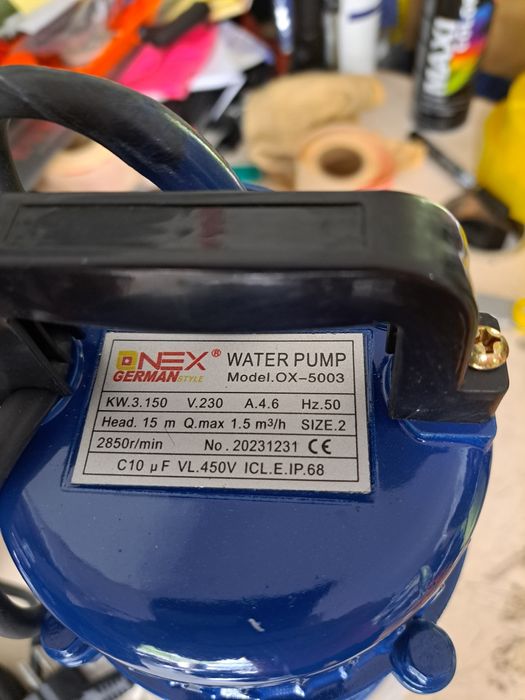 ONEX® WATER PUMP
GERMAN STYLE Model.OX-5003
KW.3.150 V.230 A.4.6 Hz.50
Head. 15 m Q.max 1.5 m³/h SIZE.2
2850r/min No. 20231231 CE
C10 µF VL.450V ICL.E.IP.68
MAXI